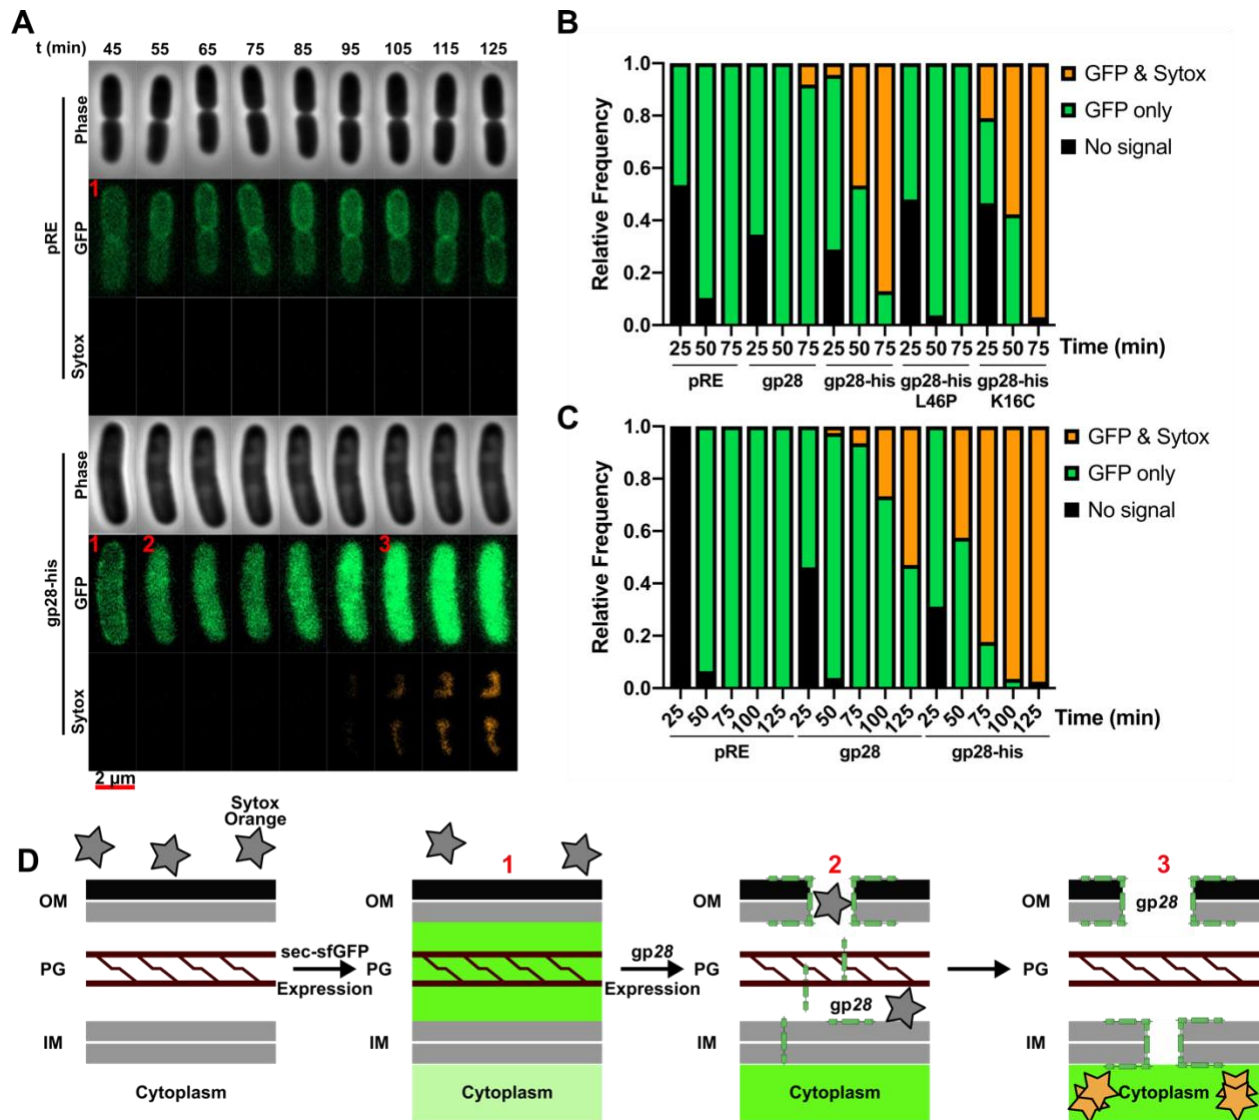 A
t (min) 45 55 65 75 85 95 105 115 125
pRE
Phase
1
GFP
Sytox
gp28-his
Phase
1 2 3
GFP
Sytox
2 µm
B
Relative Frequency
1.0
0.8
0.6
0.4
0.2
0.0
25 50 75 25 50 75 25 50 75 25 50 75 25 50 75 Time (min)
pRE gp28 gp28-his gp28-his gp28-his
L46P K16C
GFP & Sytox
GFP only
No signal
C
Relative Frequency
1.0
0.8
0.6
0.4
0.2
0.0
25 50 75 100 125 25 50 75 100 125 25 50 75 100 125 Time (min)
pRE gp28 gp28-his
GFP & Sytox
GFP only
No signal
D
Sytox
Orange
OM
PG
IM
Cytoplasm
sec-sfGFP
Expression
1
OM
PG
IM
Cytoplasm
gp28
Expression
2
OM
PG
gp28
IM
Cytoplasm
3
OM
gp28
PG
IM
Cytoplasm